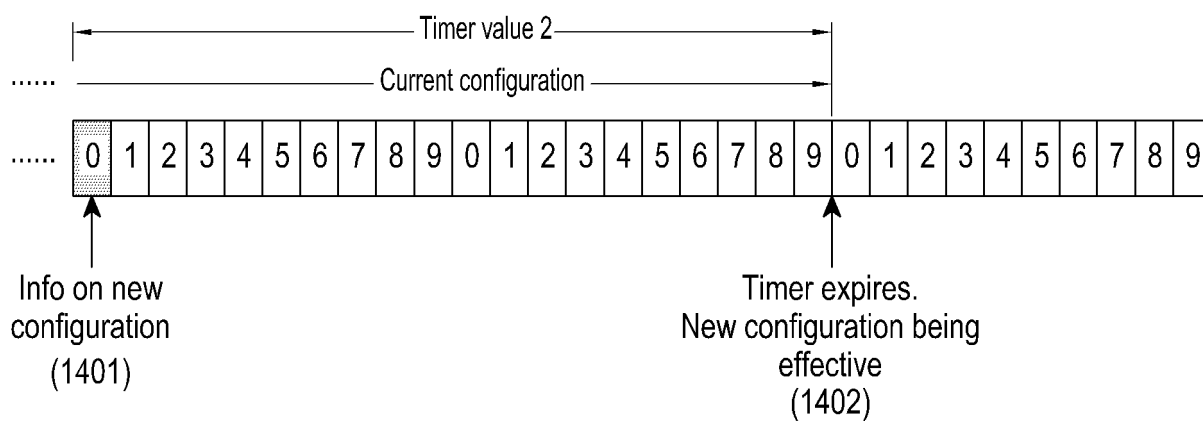 Timer value 2
...... Current configuration
...... 0 1 2 3 4 5 6 7 8 9 0 1 2 3 4 5 6 7 8 9 0 1 2 3 4 5 6 7 8 9
Info on new
configuration
(1401)
Timer expires.
New configuration being
effective
(1402)